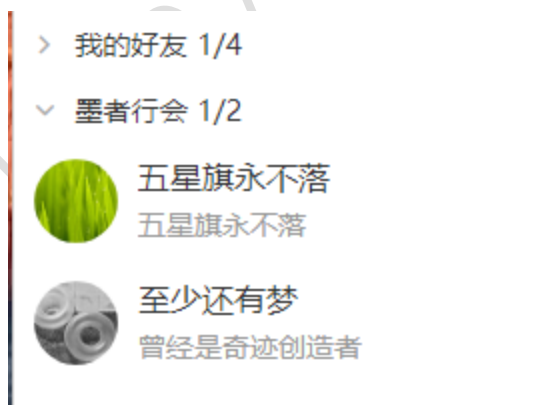 我的好友 1/4
墨者行会 1/2
五星旗永不落
五星旗永不落
至少还有梦
曾经是奇迹创造者